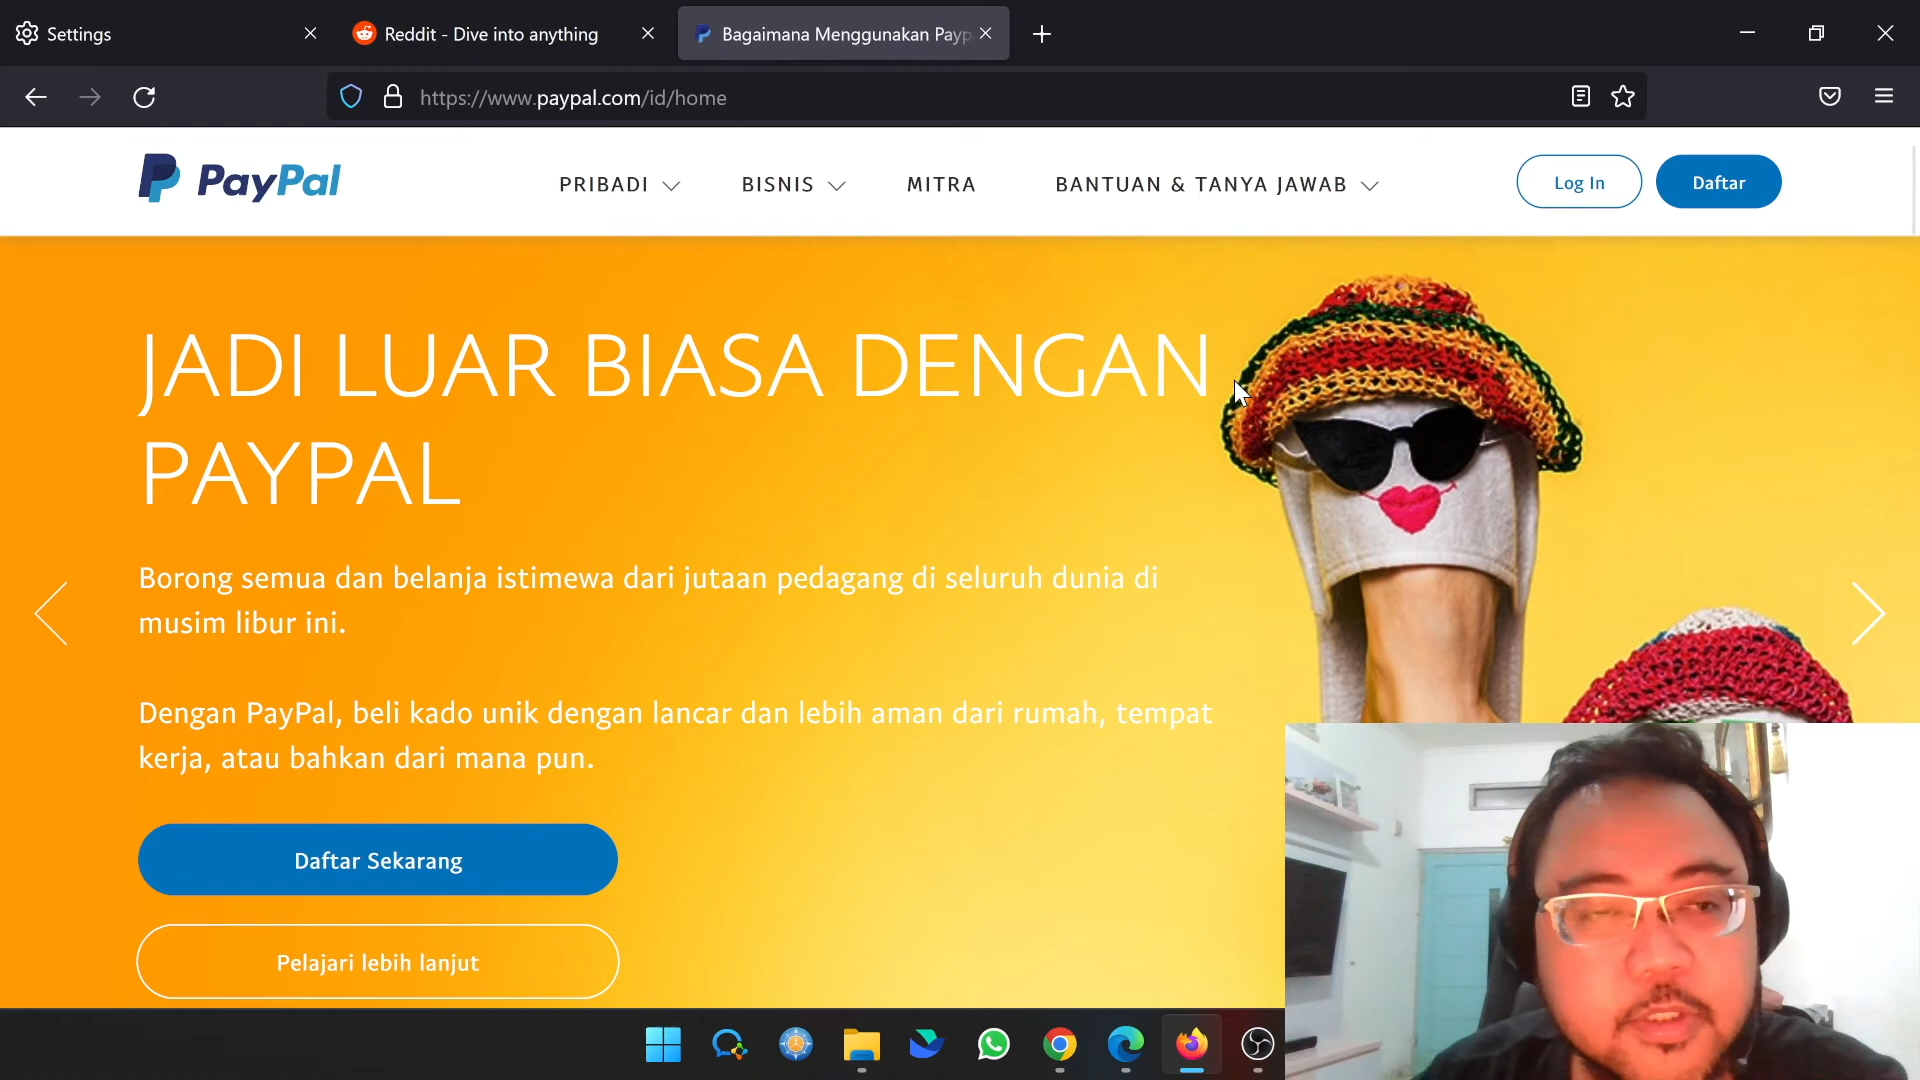 Settings
Reddit - Dive into anything
Bagaimana Menggunakan Payp
https://www.paypal.com/id/home
PayPal
PRIBADI
BISNIS
MITRA
BANTUAN & TANYA JAWAB
Log In
Daftar
JADI LUAR BIASA DENGAN
PAYPAL
Borong semua dan belanja istimewa dari jutaan pedagang di seluruh dunia di
musim libur ini.
Dengan PayPal, beli kado unik dengan lancar dan lebih aman dari rumah, tempat
kerja, atau bahkan dari mana pun.
Daftar Sekarang
Pelajari lebih lanjut